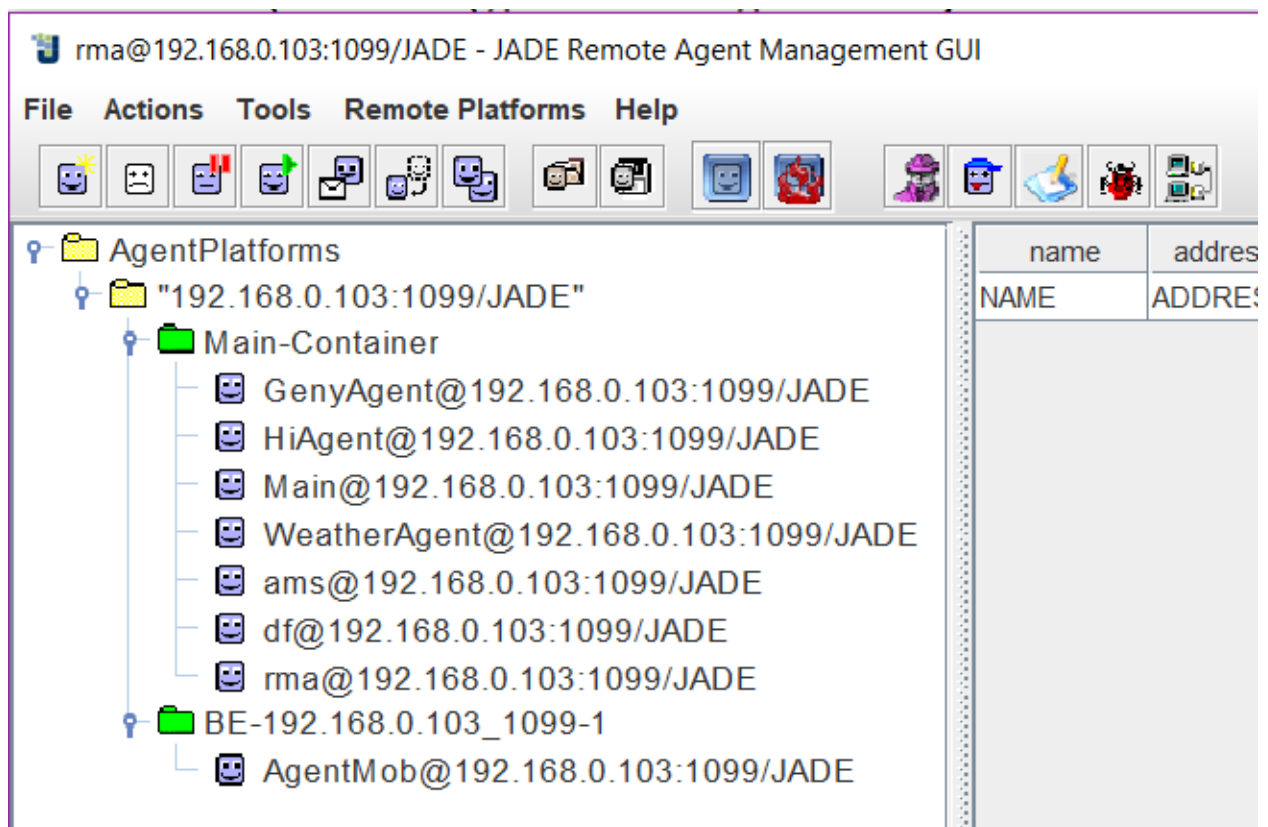 rma@192.168.0.103:1099/JADE - JADE Remote Agent Management GUI
File Actions Tools Remote Platforms Help
AgentPlatforms
"192.168.0.103:1099/JADE"
Main-Container
GenyAgent@192.168.0.103:1099/JADE
HiAgent@192.168.0.103:1099/JADE
Main@192.168.0.103:1099/JADE
WeatherAgent@192.168.0.103:1099/JADE
ams@192.168.0.103:1099/JADE
df@192.168.0.103:1099/JADE
rma@192.168.0.103:1099/JADE
BE-192.168.0.103_1099-1
AgentMob@192.168.0.103:1099/JADE
name addres
NAME ADDRES